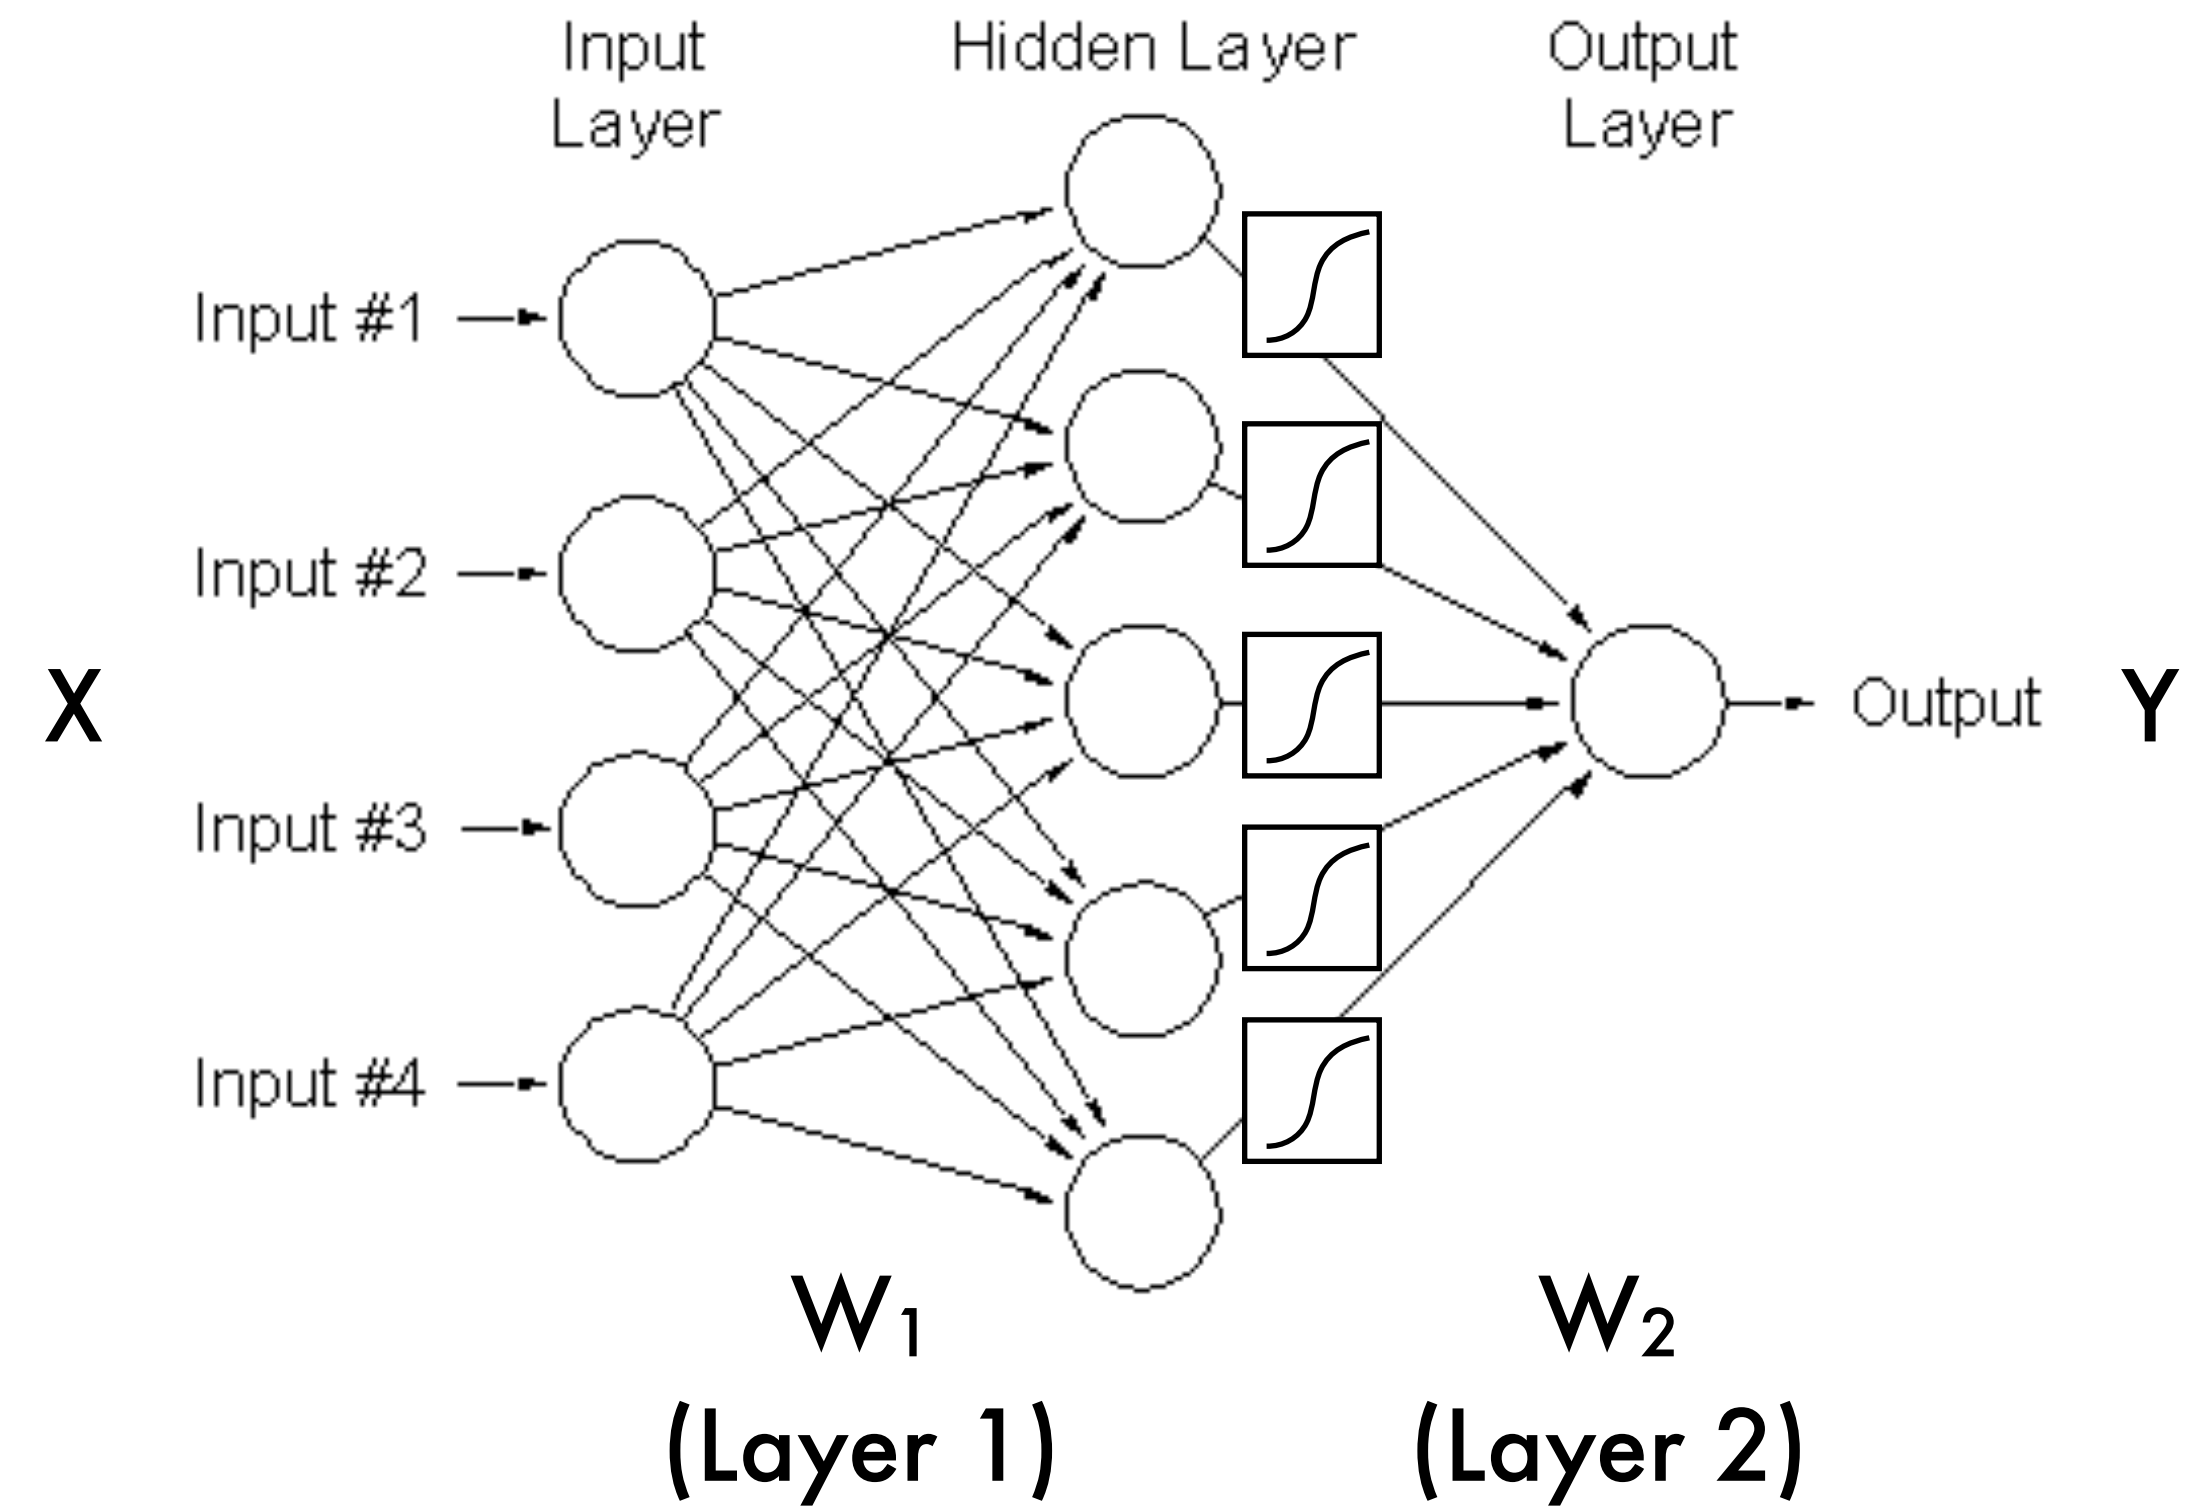 Input
Layer
Hidden Layer
Output
Layer
Input #1
Input #2
Input #3
Input #4
X
Output
Y
W₁
(Layer 1)
W₂
(Layer 2)